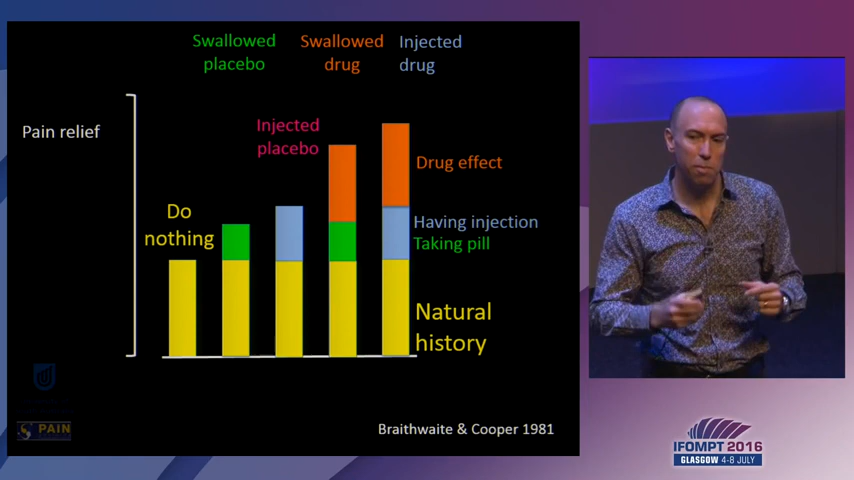 Swallowed
placebo
Swallowed
drug
Injected
drug
Pain relief
Injected
placebo
Drug effect
Do
nothing
Having injection
Taking pill
Natural
history
PAIN
Braithwaite & Cooper 1981
IFOMPT 2016
GLASGOW 4-8 JULY